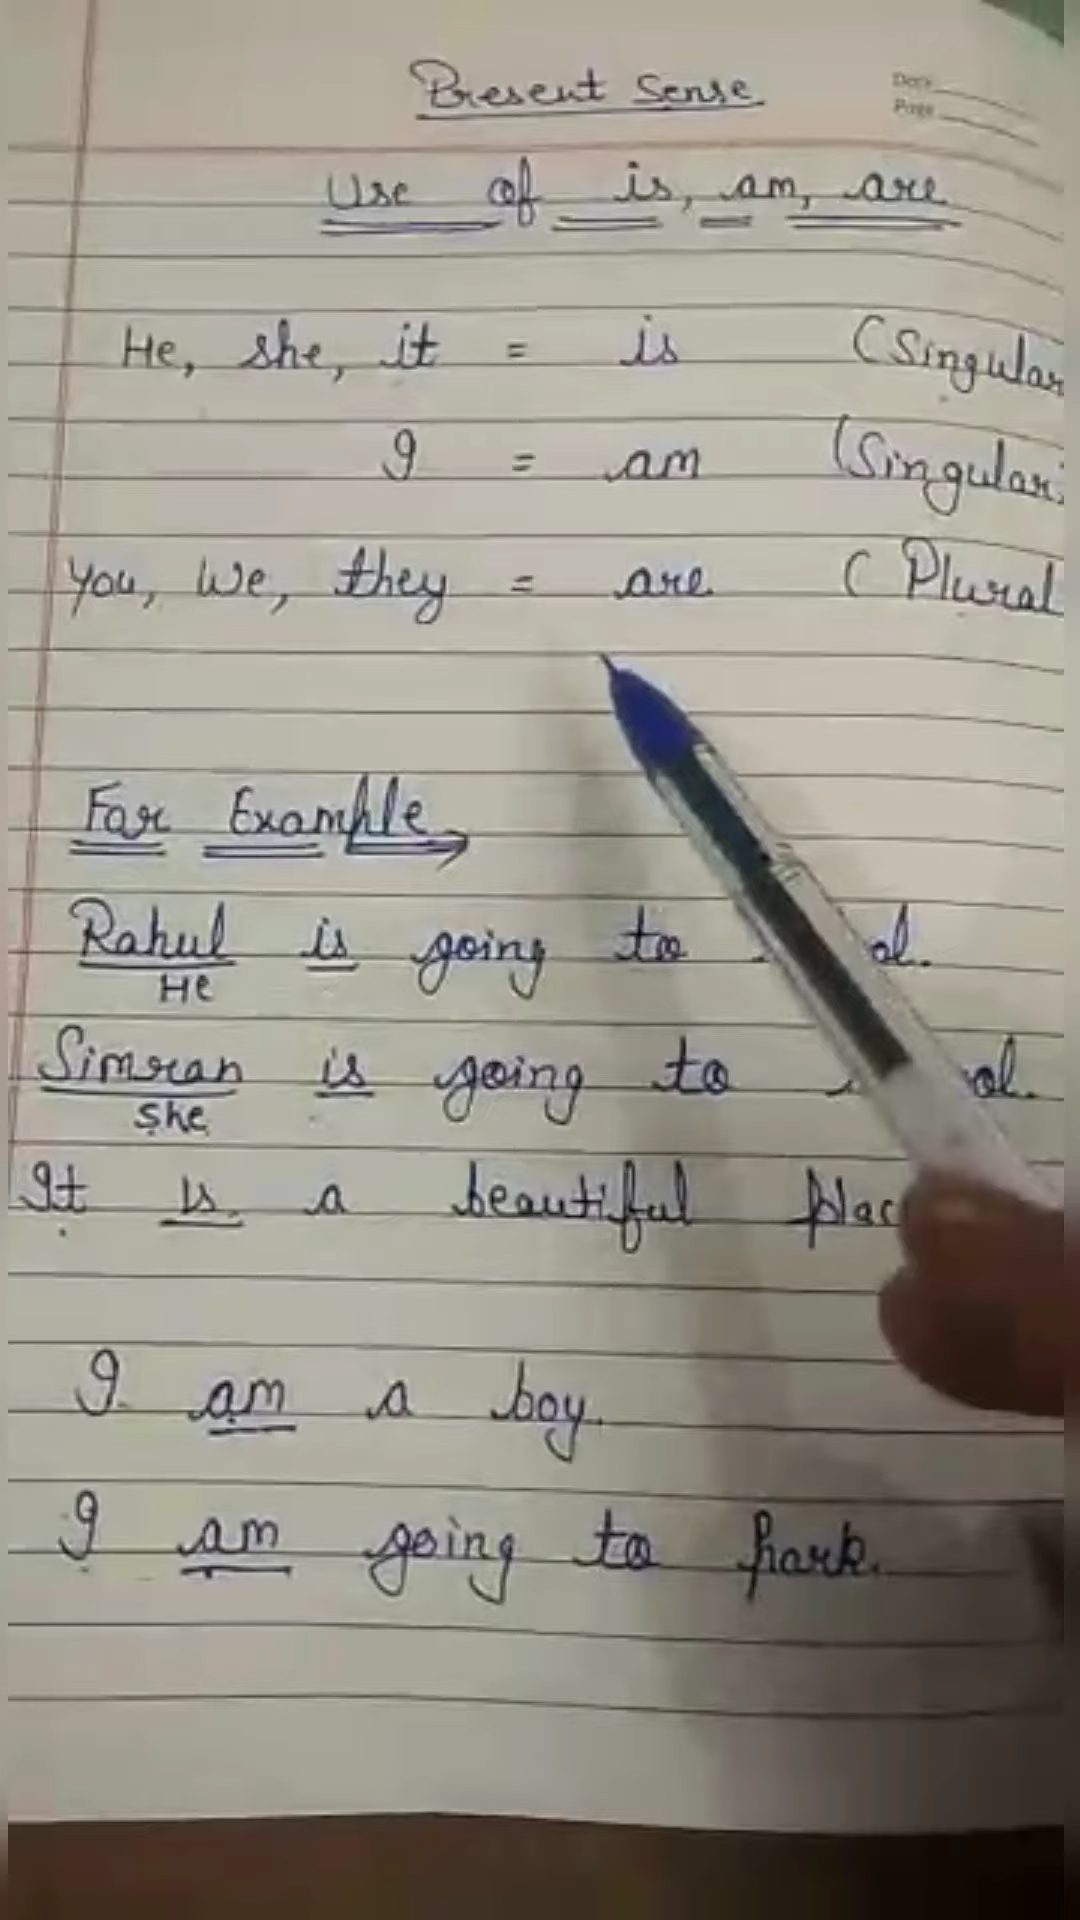 Present Sense
Date
Page
Use of is, am, are
He, she, it = is (Singular
I = am (Singular)
You, We, they = are (Plural
For Example
Rahul is going to
He
Simran is going to
She
It is a beautiful
I am a boy.
I am going to park.